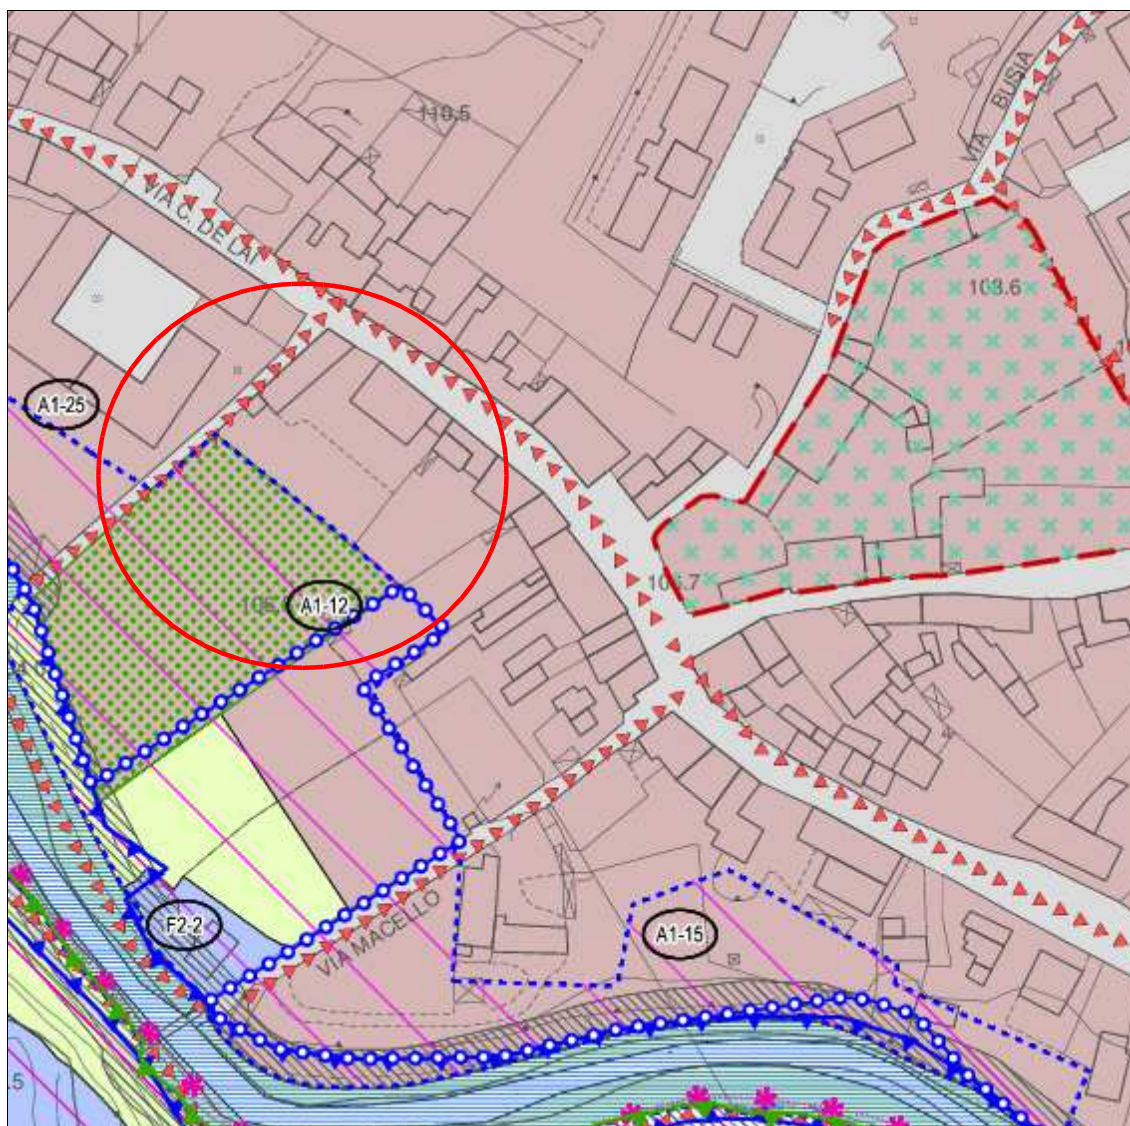 110.5
VIA BUSIA
VIA C. DE LAI
103.6
A1-25
A1-12
F2-2
VIA MACELLO
A1-15